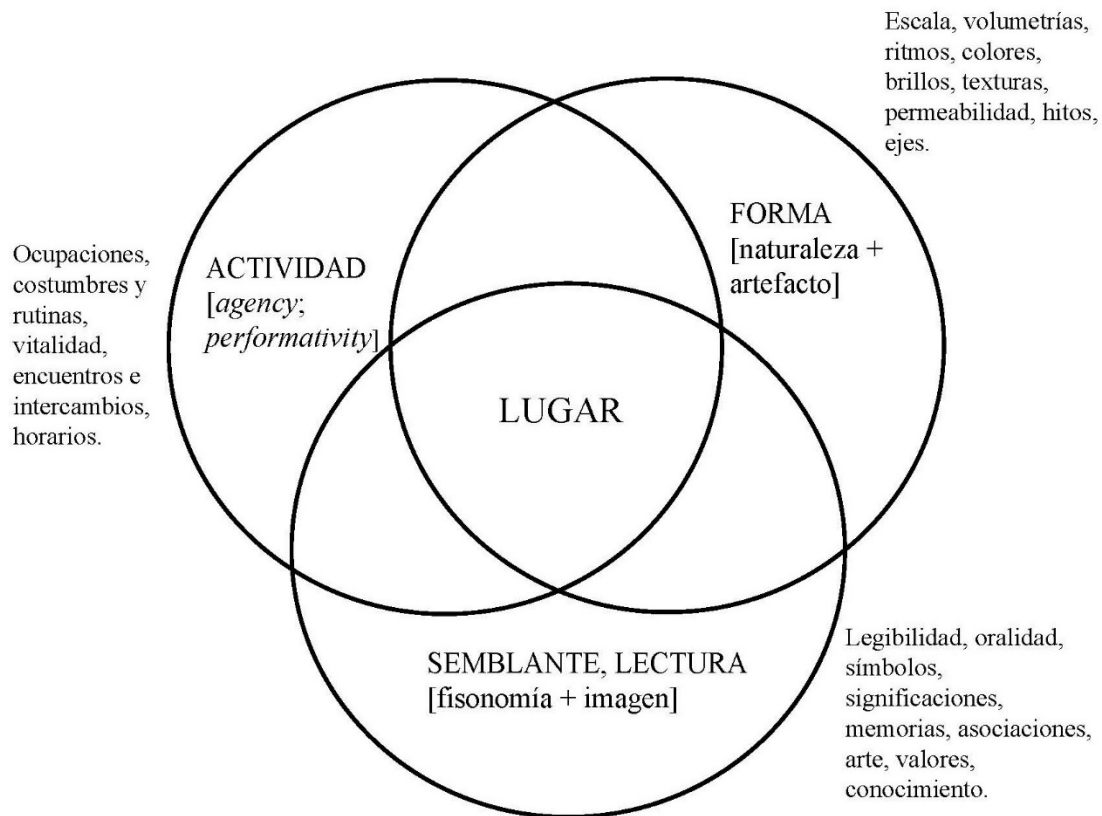 Escala, volumetrías,
ritmos, colores,
brillos, texturas,
permeabilidad, hitos,
ejes.
FORMA
[naturaleza +
artefacto]
Ocupaciones,
costumbres y
rutinas,
vitalidad,
encuentros e
intercambios,
horarios.
ACTIVIDAD
[agency;
performativity]
LUGAR
SEMBLANTE, LECTURA
[fisonomía + imagen]
Legibilidad, oralidad,
símbolos,
significaciones,
memorias, asociaciones,
arte, valores,
conocimiento.